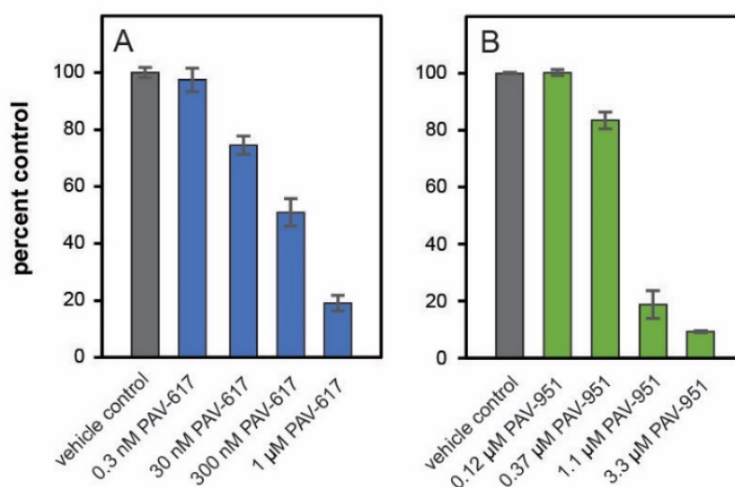 A
B
percent control
100
80
60
40
20
0
100
80
60
40
20
0
vehicle control
0.3 nM PAV-617
30 nM PAV-617
300 nM PAV-617
1 µM PAV-617
vehicle control
0.12 µM PAV-951
0.37 µM PAV-951
1.1 µM PAV-951
3.3 µM PAV-951